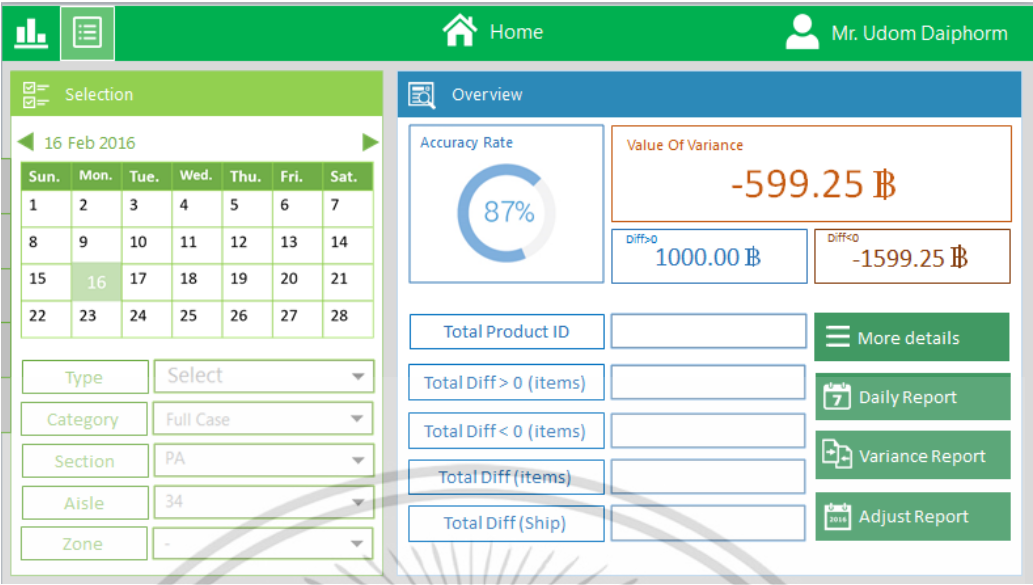 Home
Mr. Udom Daiphorm
Selection
16 Feb 2016
Sun. Mon. Tue. Wed. Thu. Fri. Sat.
1 2 3 4 5 6 7
8 9 10 11 12 13 14
15 16 17 18 19 20 21
22 23 24 25 26 27 28
Type Select
Category Full Case
Section PA
Aisle 34
Zone -
Overview
Accuracy Rate
87%
Value Of Variance
-599.25 ฿
Diff>0
1000.00 ฿
Diff<0
-1599.25 ฿
Total Product ID
Total Diff > 0 (items)
Total Diff < 0 (items)
Total Diff (items)
Total Diff (Ship)
More details
7 Daily Report
Variance Report
2016 Adjust Report